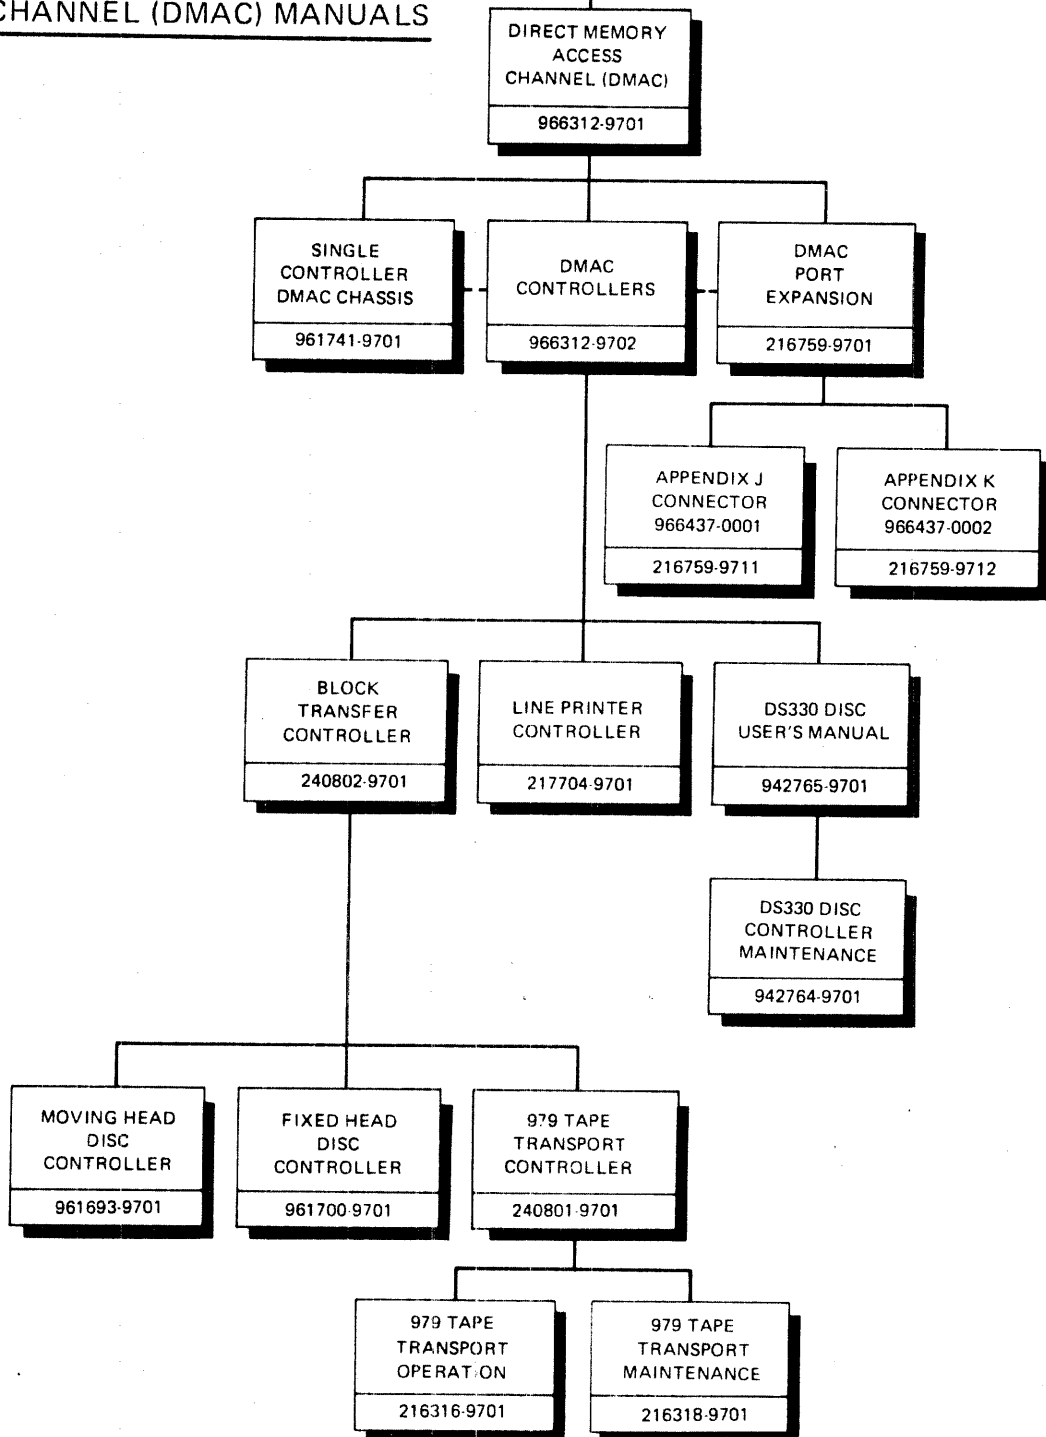 CHANNEL (DMAC) MANUALS
DIRECT MEMORY
ACCESS
CHANNEL (DMAC)
966312-9701
SINGLE
CONTROLLER
DMAC CHASSIS
961741-9701
DMAC
CONTROLLERS
966312-9702
DMAC
PORT
EXPANSION
216759-9701
APPENDIX J
CONNECTOR
966437-0001
216759-9711
APPENDIX K
CONNECTOR
966437-0002
216759-9712
BLOCK
TRANSFER
CONTROLLER
240802-9701
LINE PRINTER
CONTROLLER
217704-9701
DS330 DISC
USER'S MANUAL
942765-9701
DS330 DISC
CONTROLLER
MAINTENANCE
942764-9701
MOVING HEAD
DISC
CONTROLLER
961693-9701
FIXED HEAD
DISC
CONTROLLER
961700-9701
979 TAPE
TRANSPORT
CONTROLLER
240801-9701
979 TAPE
TRANSPORT
OPERATION
216316-9701
979 TAPE
TRANSPORT
MAINTENANCE
216318-9701